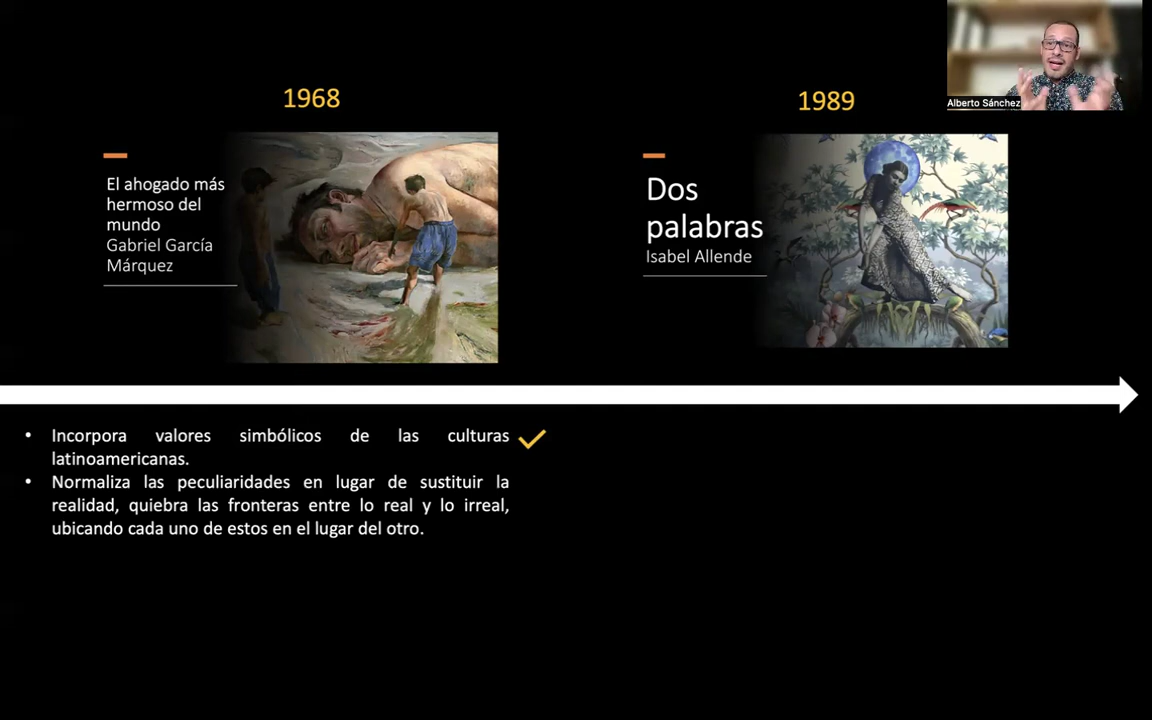 1968
1989
Alberto Sánchez
El ahogado más
hermoso del
mundo
Gabriel García
Márquez
Dos
palabras
Isabel Allende
• Incorpora valores simbólicos de las culturas
latinoamericanas.
• Normaliza las peculiaridades en lugar de sustituir la
realidad, quiebra las fronteras entre lo real y lo irreal,
ubicando cada uno de estos en el lugar del otro.